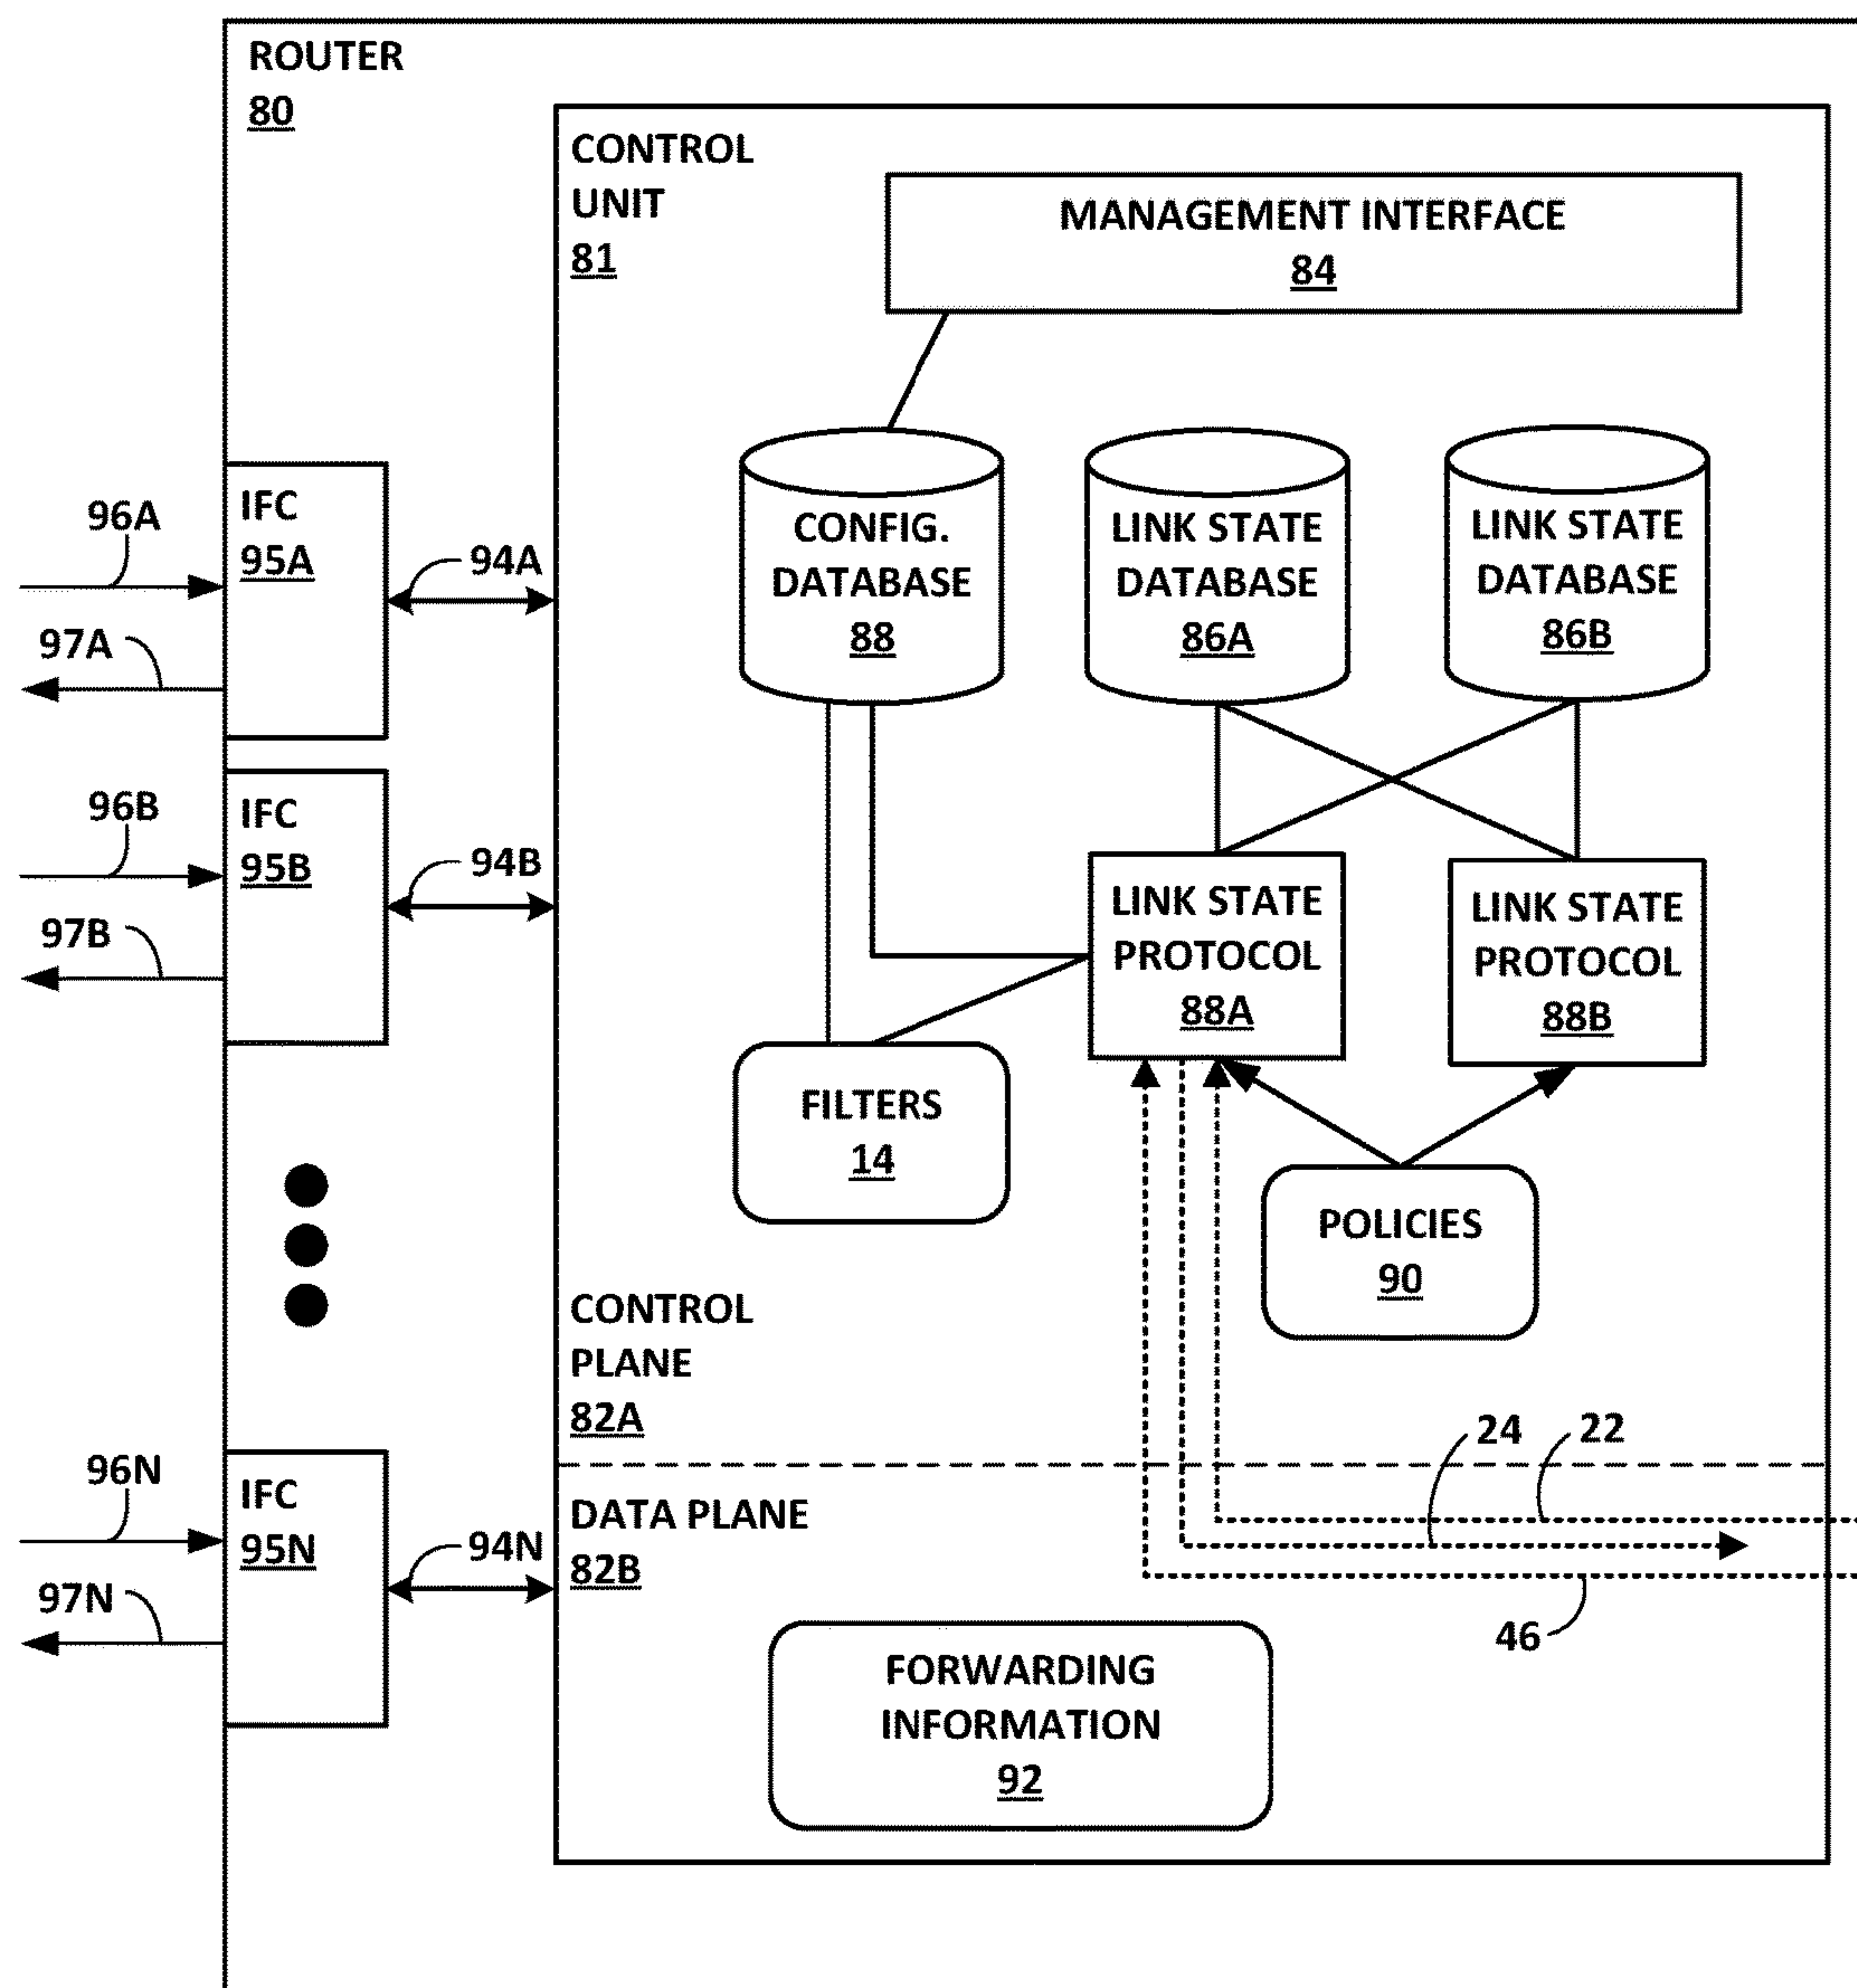 ROUTER
80
CONTROL
UNIT
81
MANAGEMENT INTERFACE
84
CONFIG.
DATABASE
88
LINK STATE
DATABASE
86A
LINK STATE
DATABASE
86B
IFC
95A
96A
97A
94A
IFC
95B
96B
97B
94B
LINK STATE
PROTOCOL
88A
LINK STATE
PROTOCOL
88B
FILTERS
14
POLICIES
90
CONTROL
PLANE
82A
24
22
DATA PLANE
82B
46
IFC
95N
96N
97N
94N
FORWARDING
INFORMATION
92